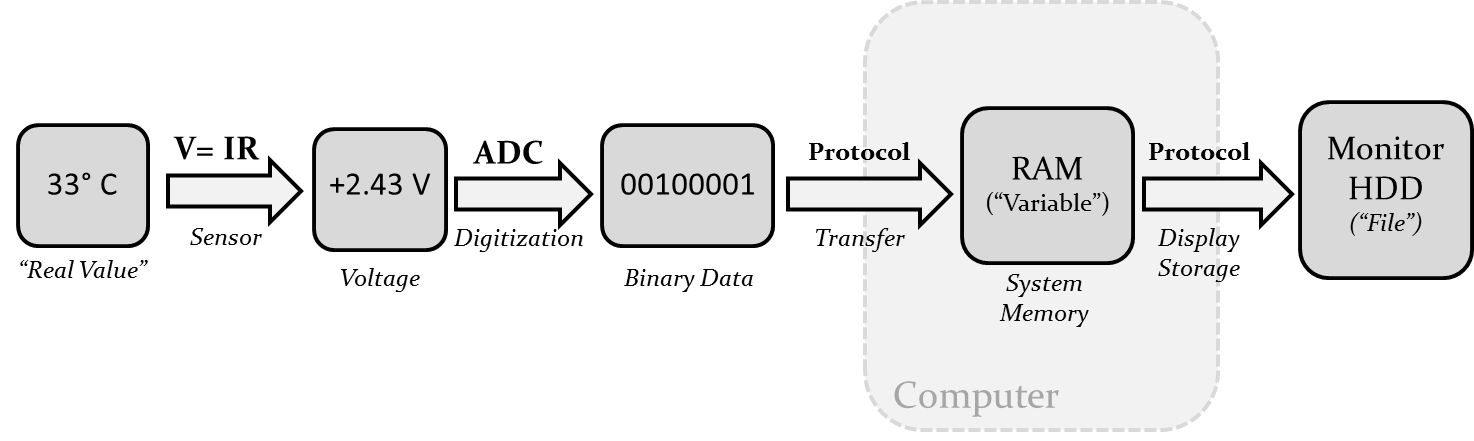 33° C
“Real Value”
V= IR
Sensor
+2.43 V
Voltage
ADC
Digitization
00100001
Binary Data
Protocol
Transfer
RAM
(“Variable”)
System
Memory
Protocol
Display
Storage
Monitor
HDD
(“File”)
Computer